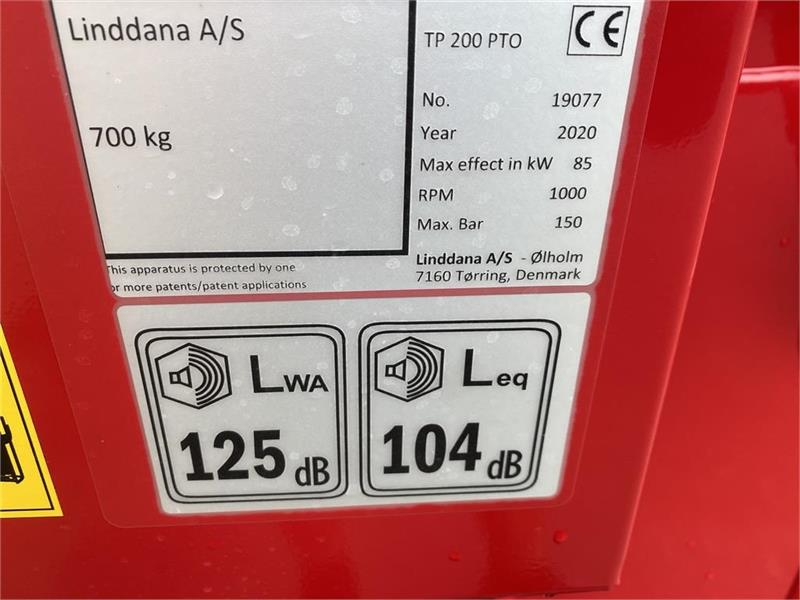 Linddana A/S
700 kg
This apparatus is protected by one
or more patents/patent applications
TP 200 PTO CE
No. 19077
Year 2020
Max effect in kW 85
RPM 1000
Max. Bar 150
Linddana A/S - Ølholm
7160 Tørring, Denmark
LWA
125 dB
Leq
104 dB